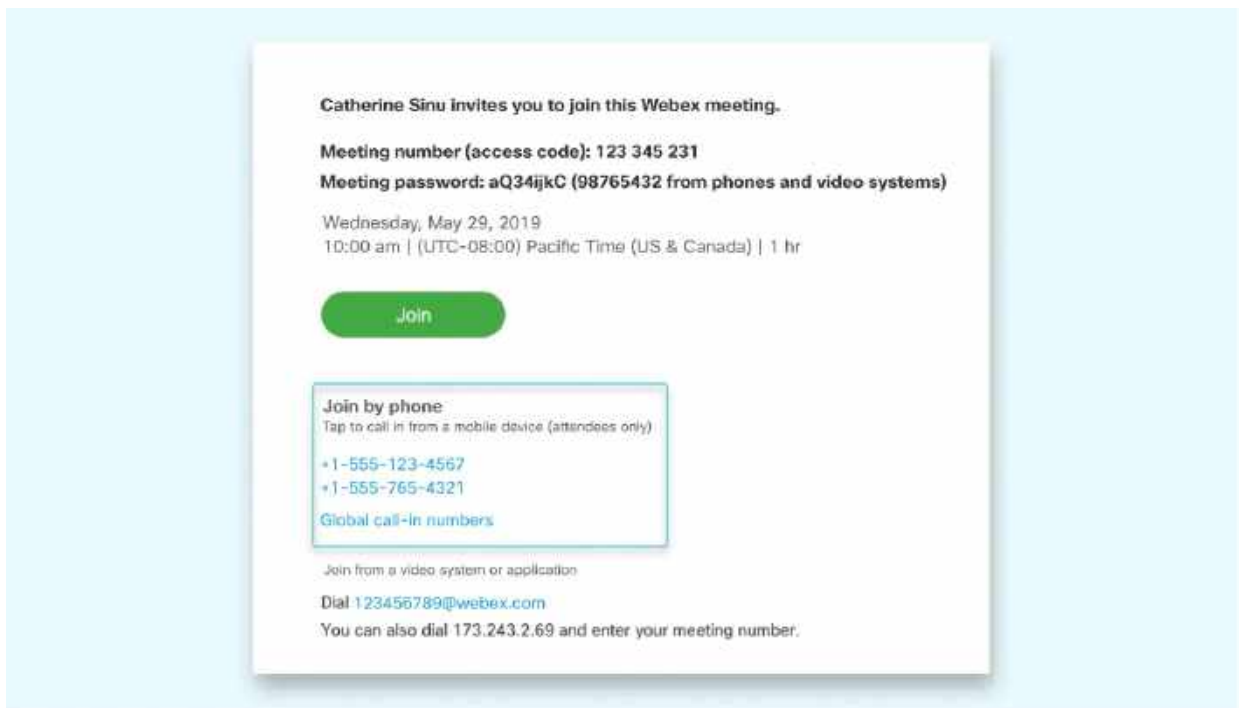 Catherine Sinu invites you to join this Webex meeting.
Meeting number (access code): 123 345 231
Meeting password: aQ34ijkC (98765432 from phones and video systems)
Wednesday, May 29, 2019
10:00 am | (UTC-08:00) Pacific Time (US & Canada) | 1 hr
Join
Join by phone
Tap to call in from a mobile device (attendees only)
+1-555-123-4567
+1-555-765-4321
Global call-in numbers
Join from a video system or application
Dial 123456789@webex.com
You can also dial 173.243.2.69 and enter your meeting number.